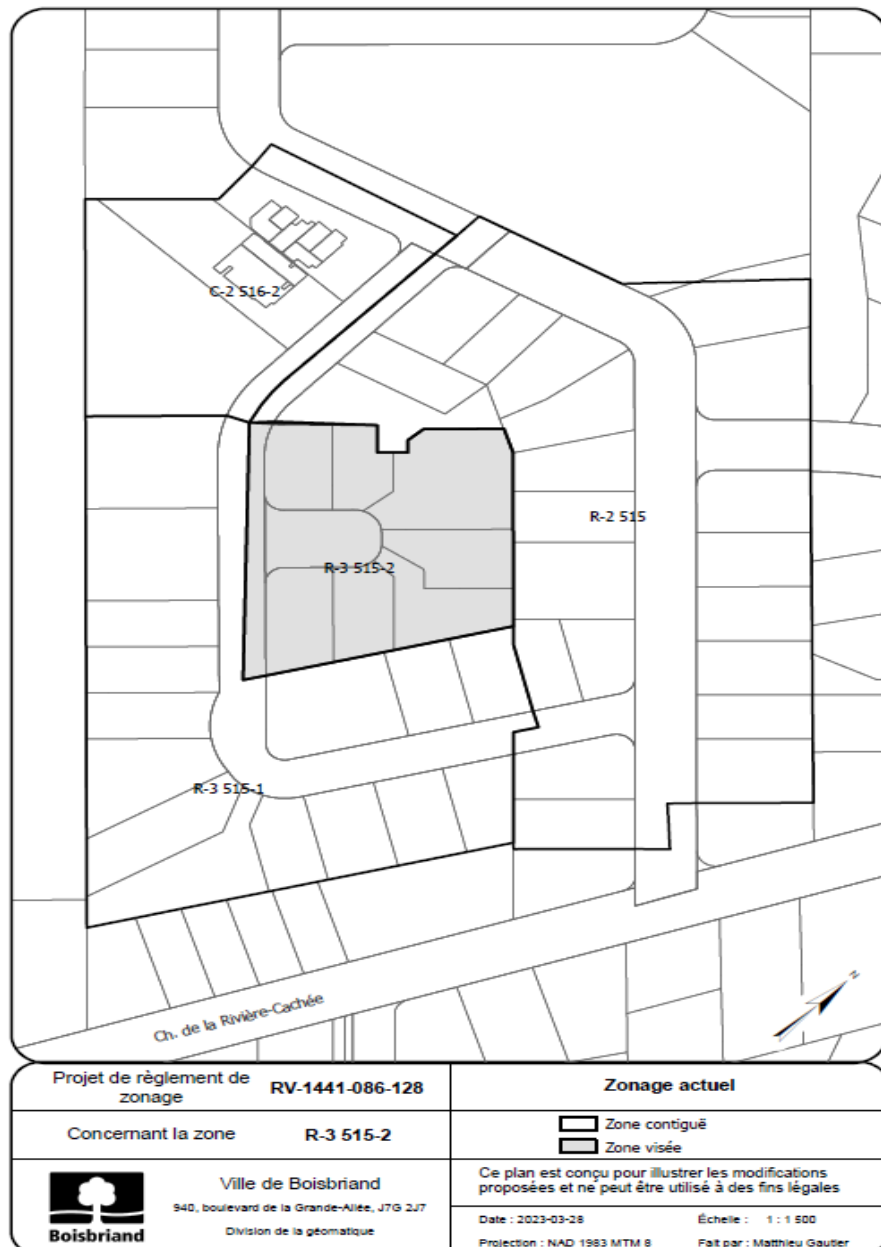 C-2 516-2
R-2 515
R-3 515-2
R-3 515-1
Ch. de la Rivière-Cachée
N
Projet de règlement de
zonage
RV-1441-086-128
Zonage actuel
Concernant la zone
R-3 515-2
Zone contiguë
Zone visée
Boisbriand
Ville de Boisbriand
940, boulevard de la Grande-Allée, J7G 2J7
Division de la géomatique
Ce plan est conçu pour illustrer les modifications
proposées et ne peut être utilisé à des fins légales
Date : 2023-03-28
Échelle : 1 : 1 500
Projection : NAD 1983 MTM 8
Fait par : Matthieu Gautier